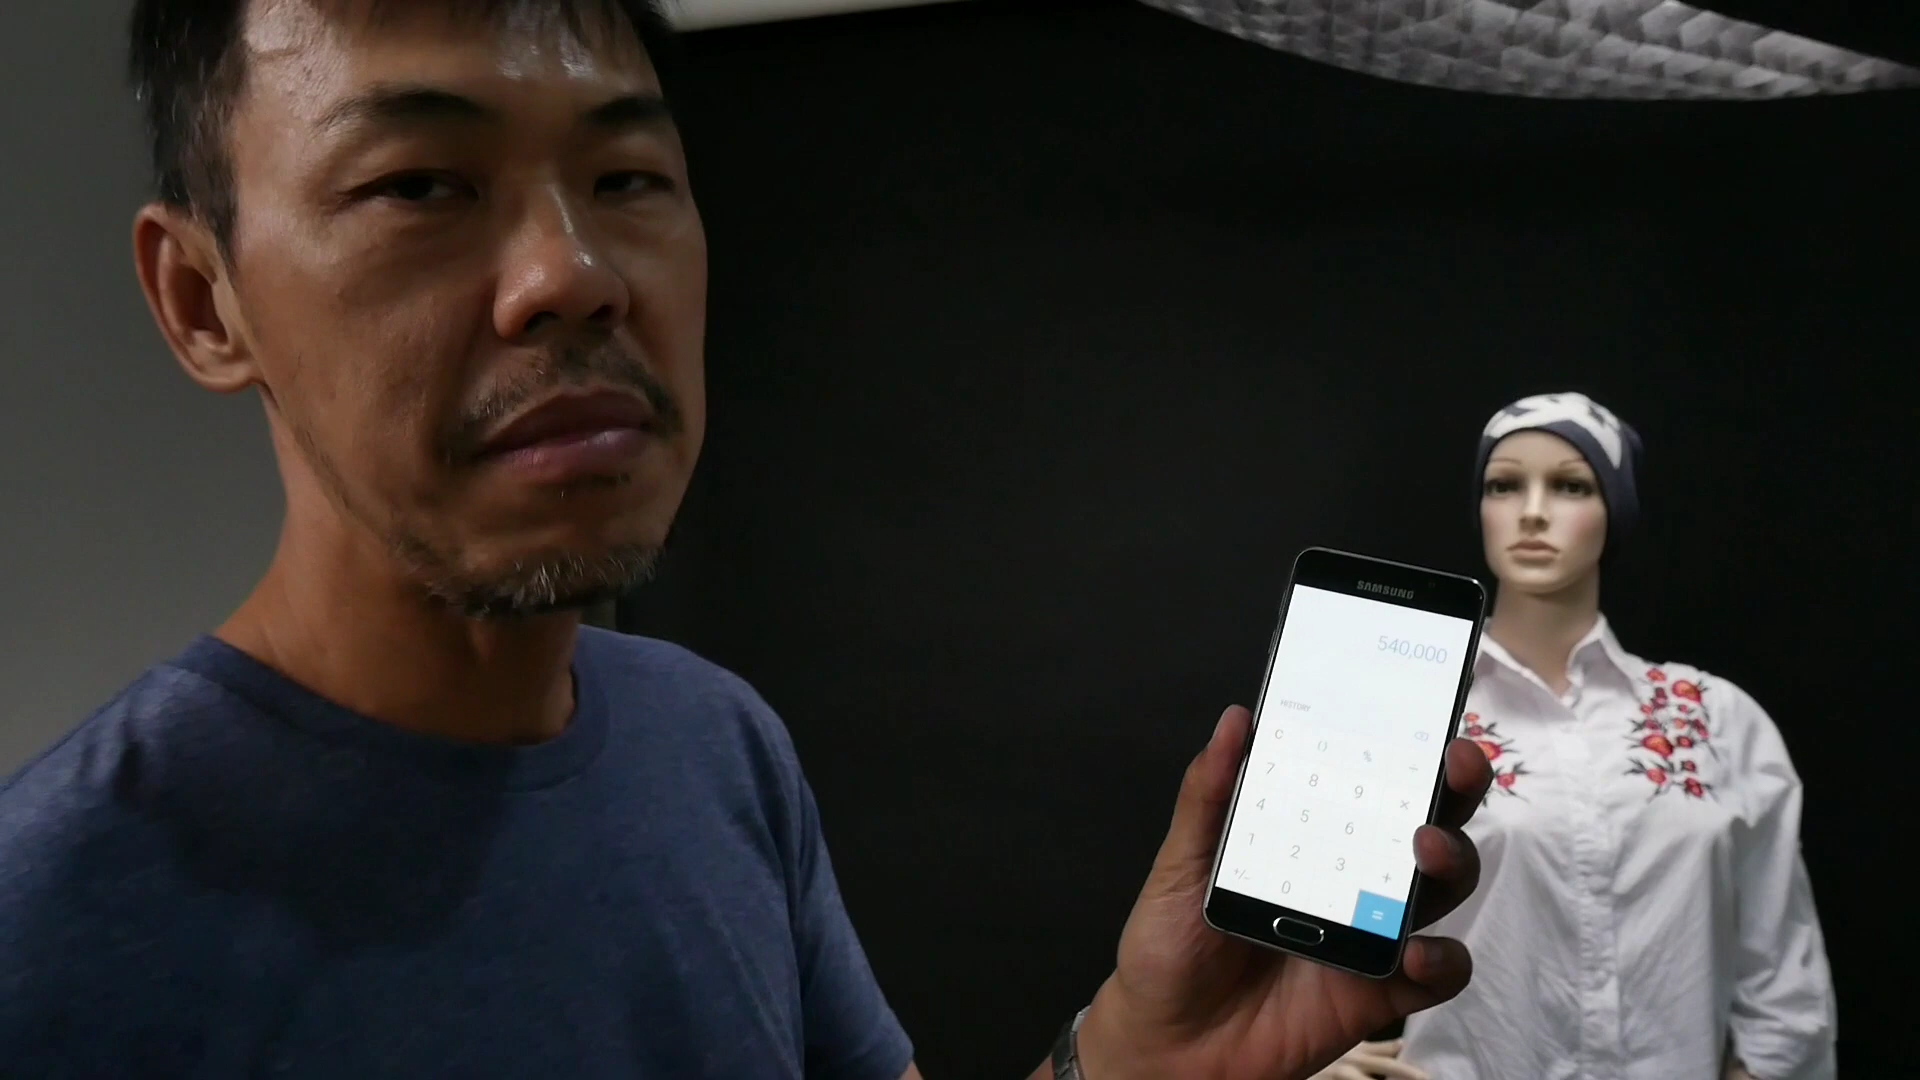 SAMSUNG
540,000
HISTORY
C () % ÷
7 8 9 ×
4 5 6 −
1 2 3 +
+/− 0 . =